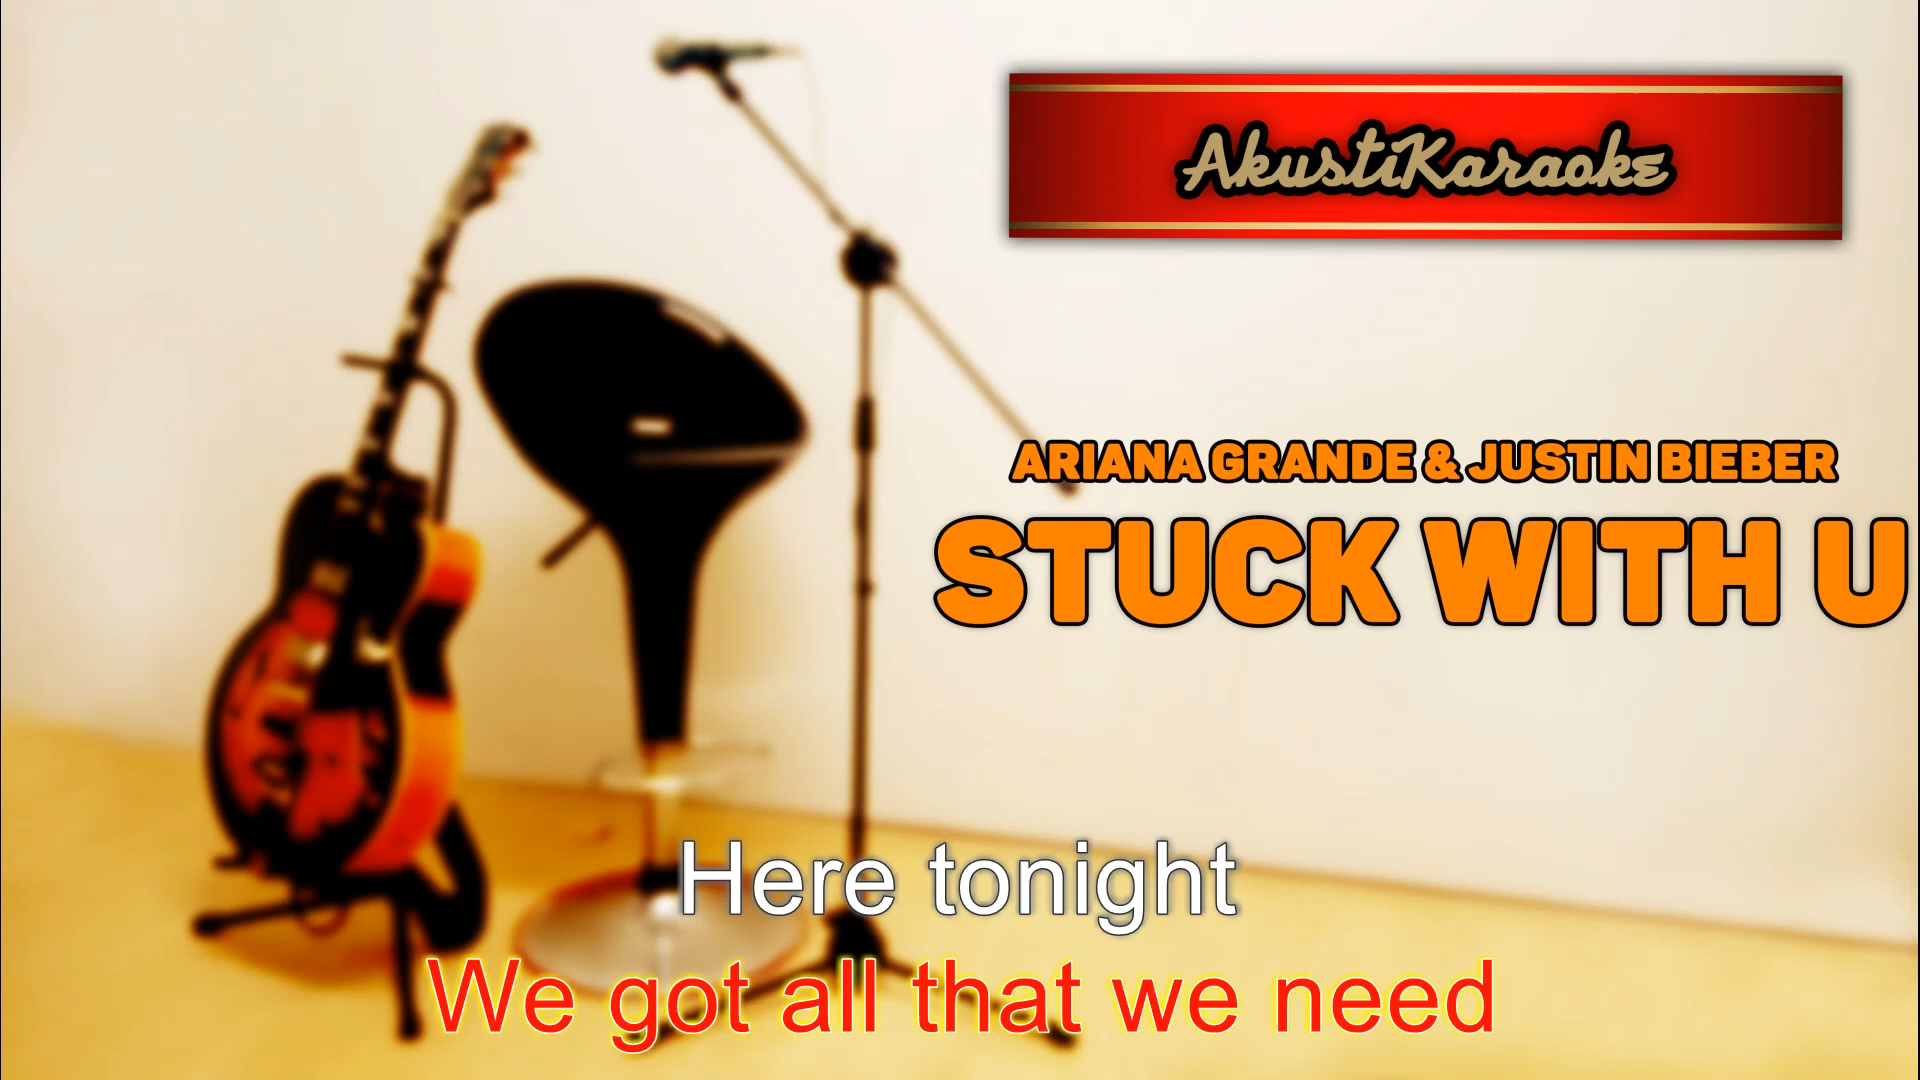 AkustiKaraoke
ARIANA GRANDE & JUSTIN BIEBER
STUCK WITH U
Here tonight
We got all that we need